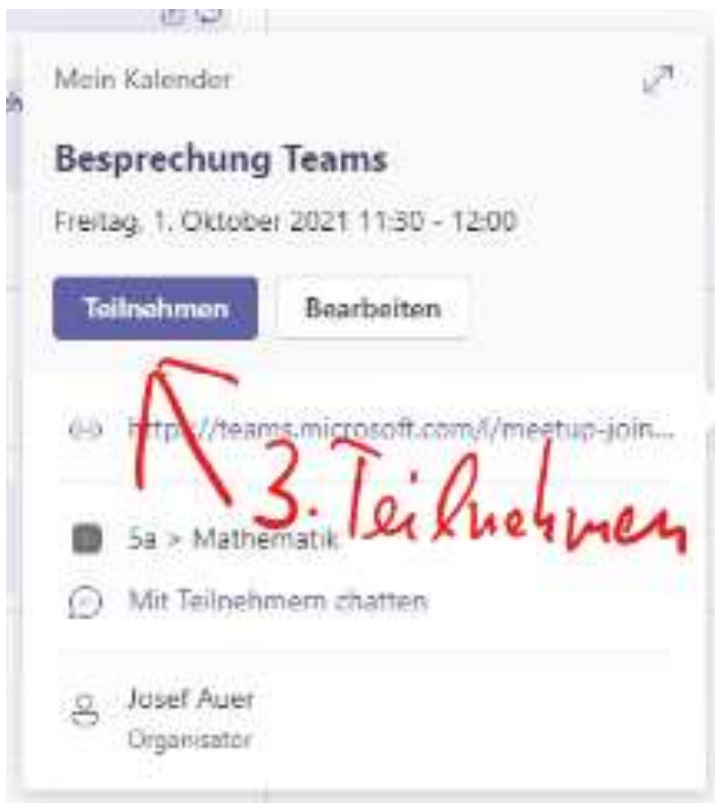 Mein Kalender
Besprechung Teams
Freitag, 1. Oktober 2021 11:30 - 12:00
Teilnehmen Bearbeiten
https://teams.microsoft.com/l/meetup-join...
3. Teilnehmen
5a > Mathematik
Mit Teilnehmern chatten
Josef Auer
Organisator